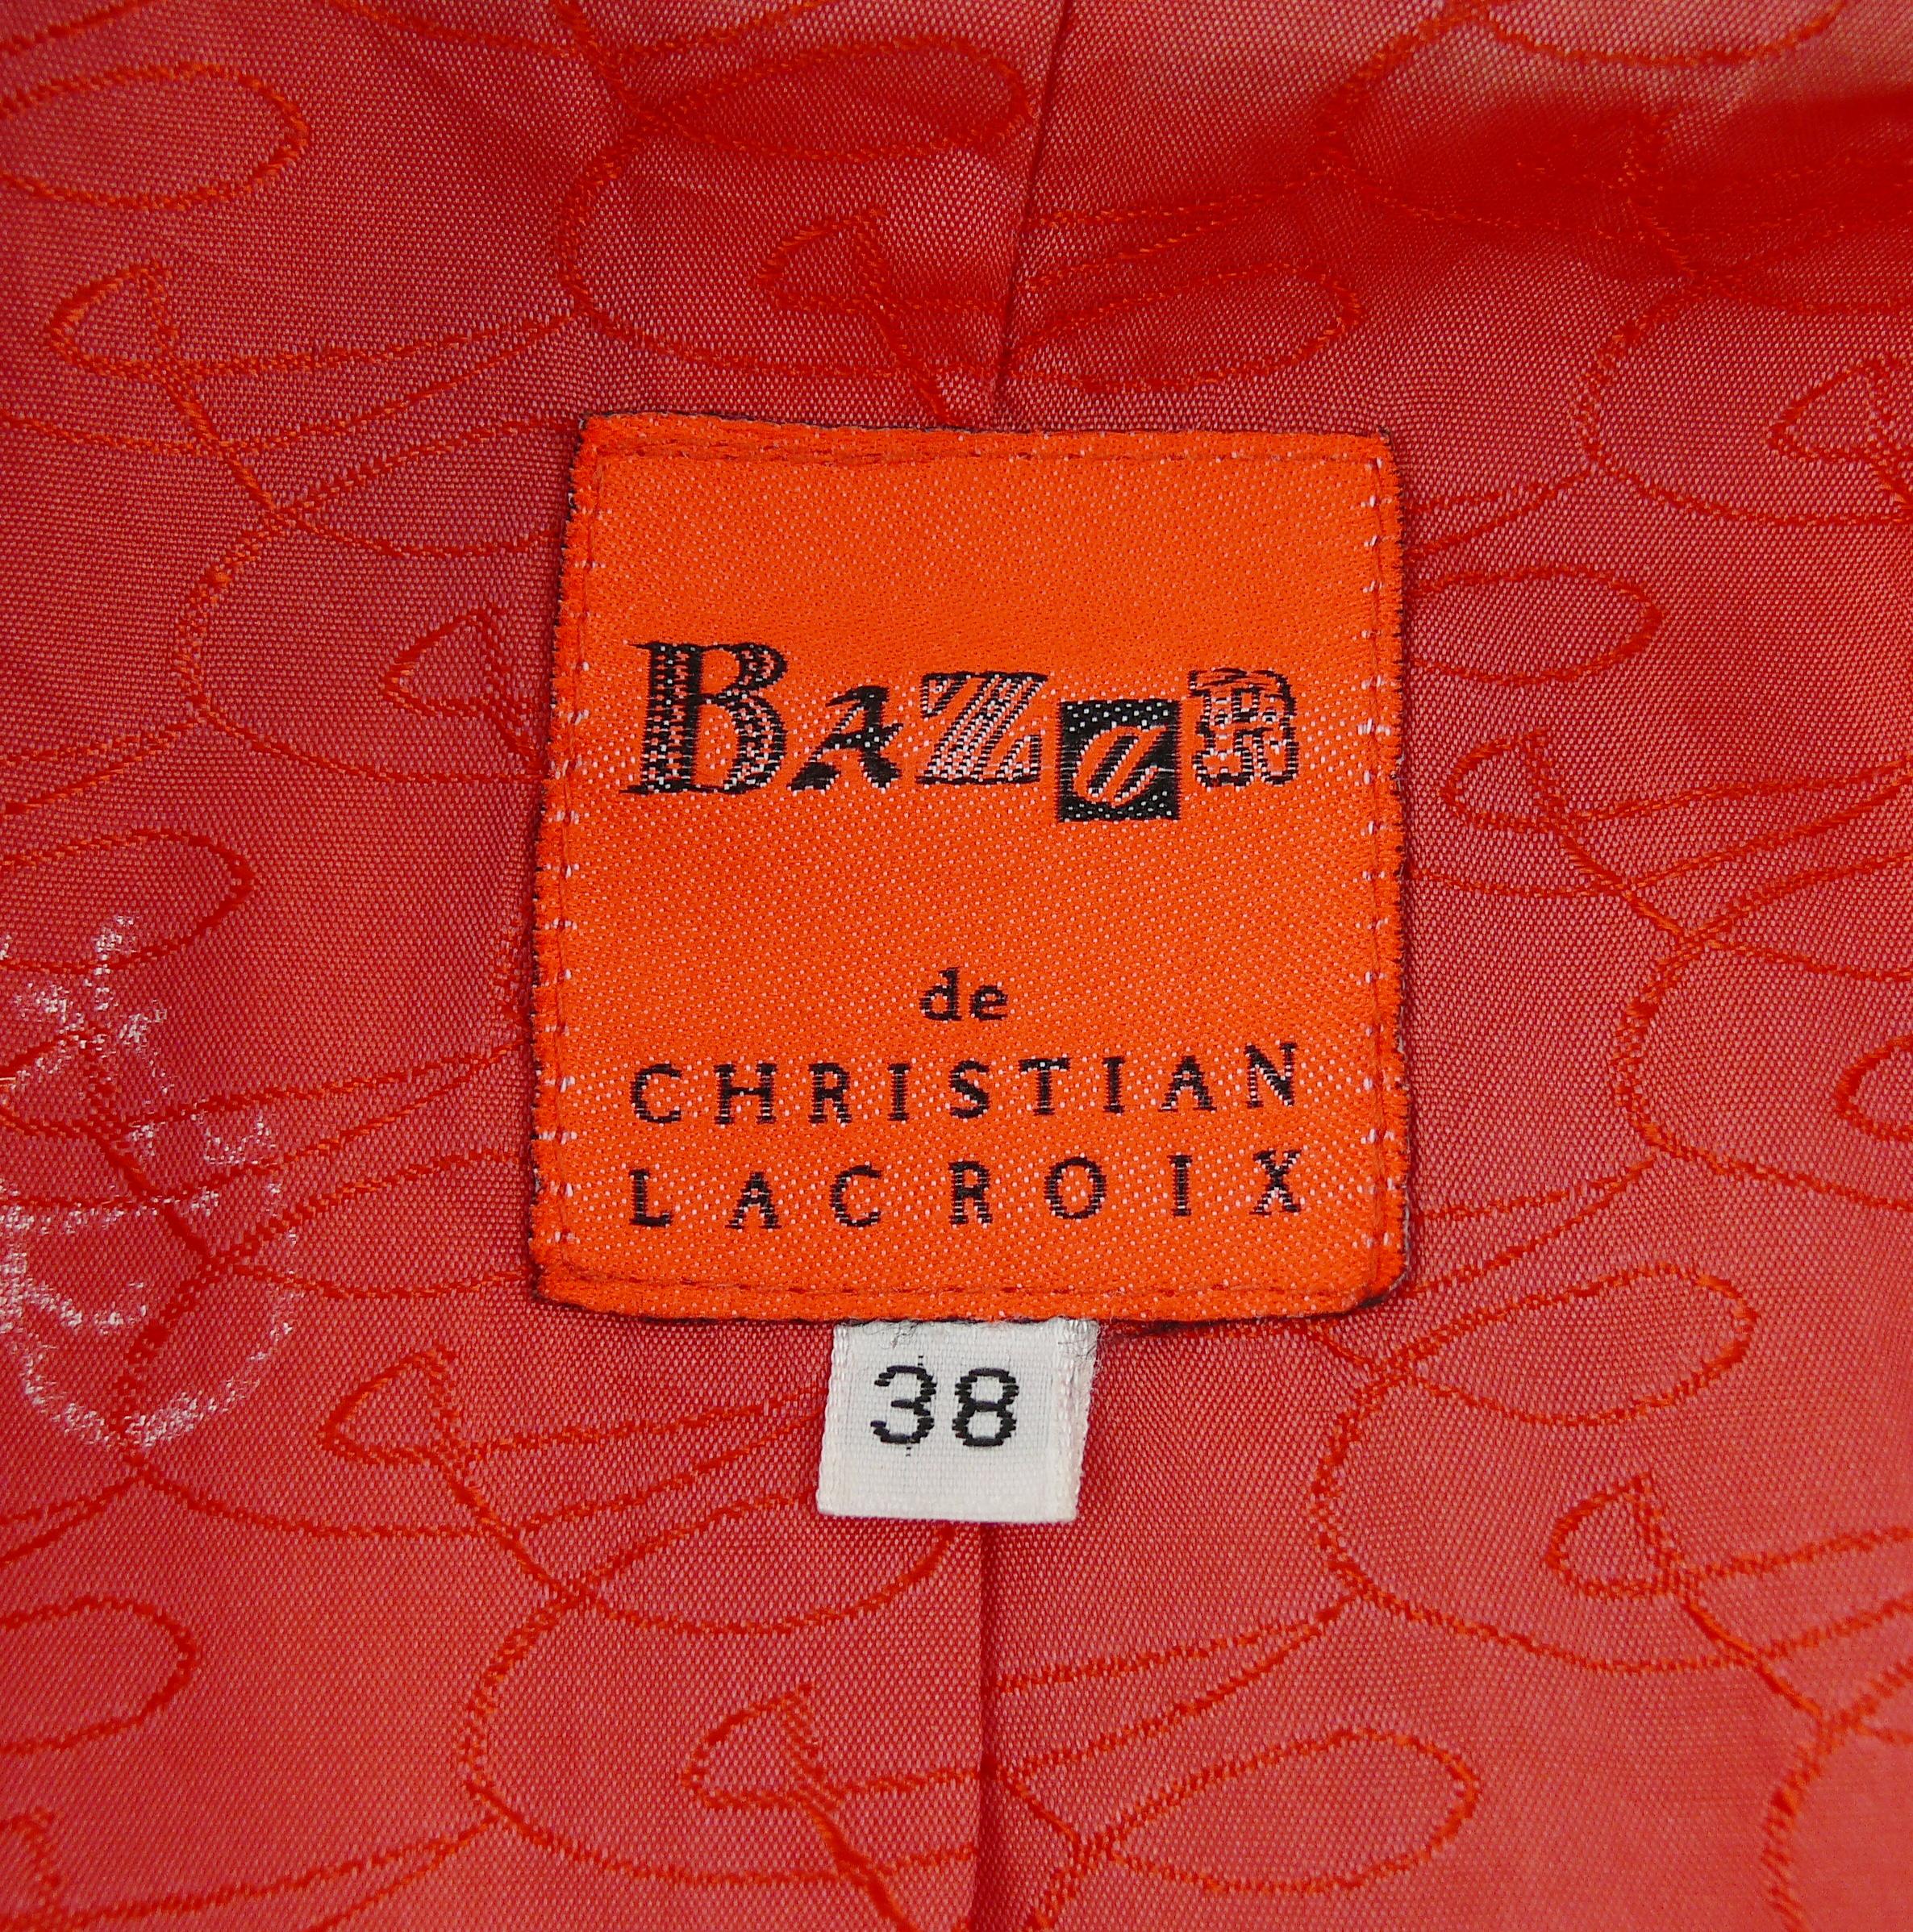 BAZaR
de
CHRISTIAN
LACROIX
38